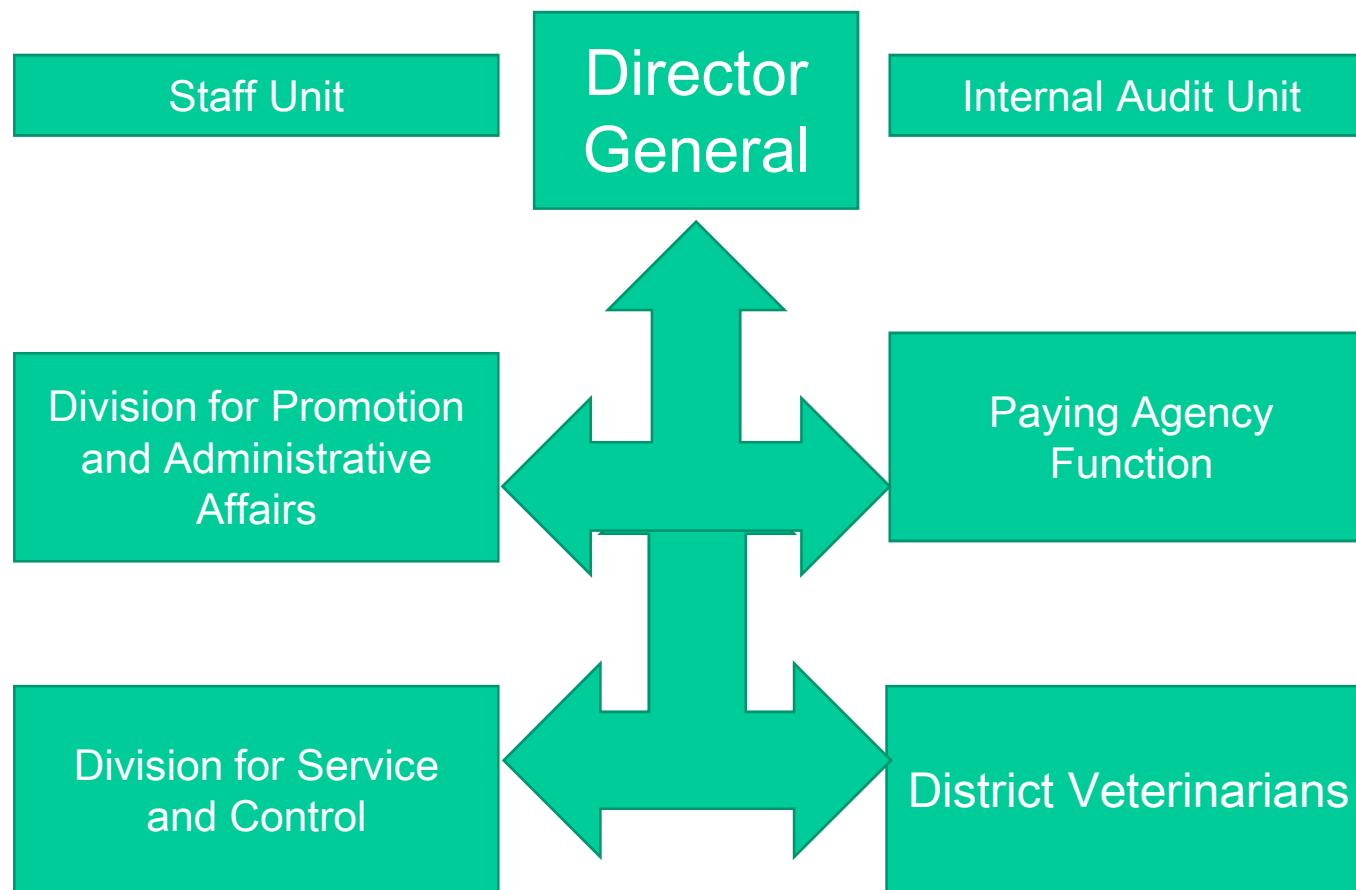 Staff Unit
Director
General
Internal Audit Unit
Division for Promotion
and Administrative
Affairs
Paying Agency
Function
Division for Service
and Control
District Veterinarians